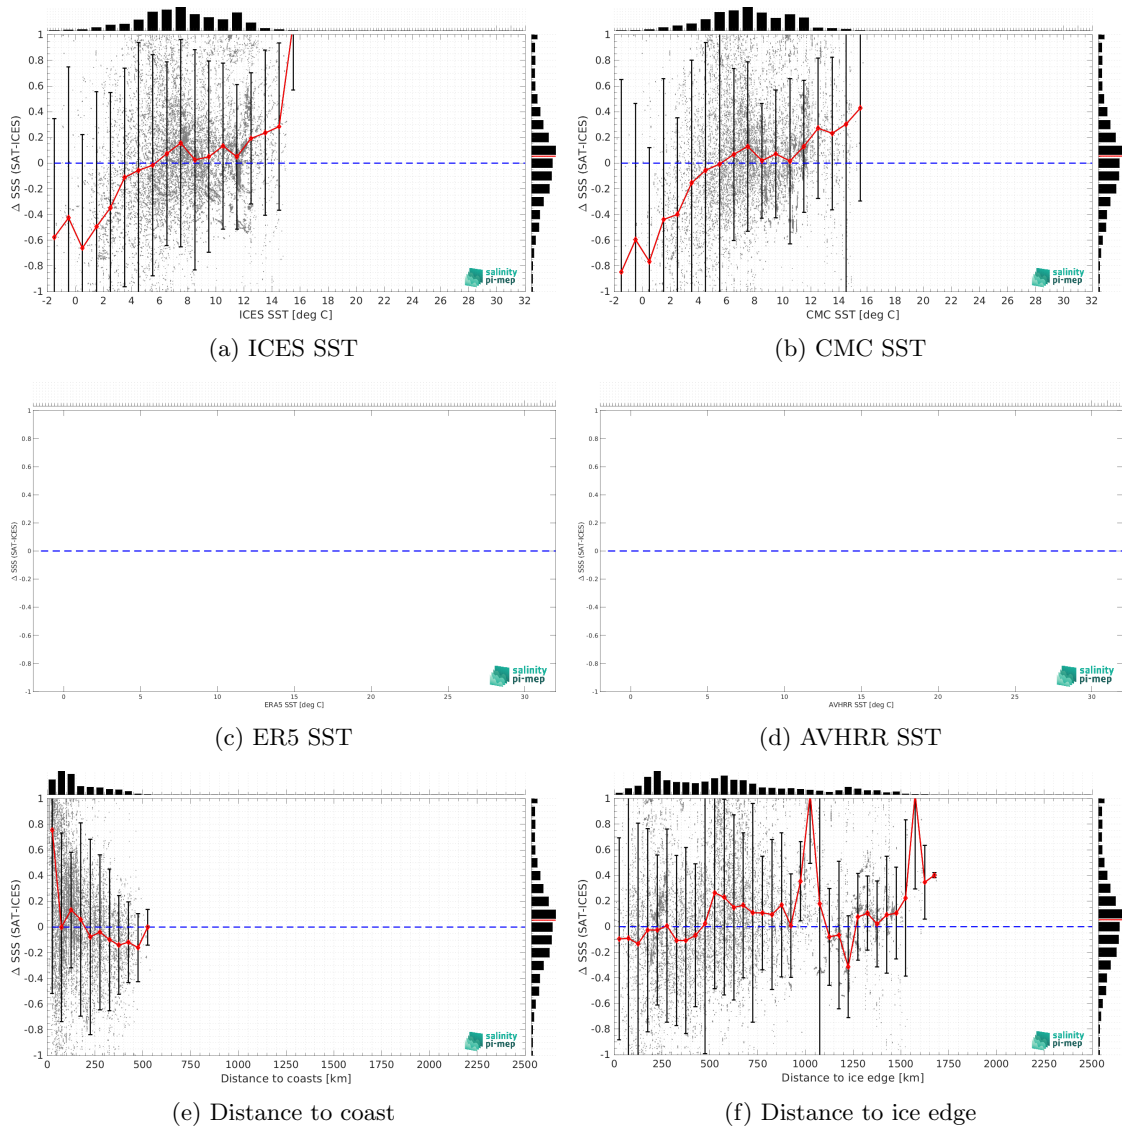 1
0.8
0.6
0.4
0.2
0
-0.2
-0.4
-0.6
-0.8
-1
Δ SSS (SAT-ICES)
-2 0 2 4 6 8 10 12 14 16 18 20 22 24 26 28 30 32
ICES SST [deg C]
salinity
pi-mep
(a) ICES SST
1
0.8
0.6
0.4
0.2
0
-0.2
-0.4
-0.6
-0.8
-1
Δ SSS (SAT-ICES)
-2 0 2 4 6 8 10 12 14 16 18 20 22 24 26 28 30 32
CMC SST [deg C]
salinity
pi-mep
(b) CMC SST
1
0.8
0.6
0.4
0.2
0
-0.2
-0.4
-0.6
-0.8
-1
Δ SSS (SAT-ICES)
0 5 10 15 20 25 30
ERA5 SST [deg C]
salinity
pi-mep
(c) ER5 SST
1
0.8
0.6
0.4
0.2
0
-0.2
-0.4
-0.6
-0.8
-1
Δ SSS (SAT-ICES)
0 5 10 15 20 25 30
AVHRR SST [deg C]
salinity
pi-mep
(d) AVHRR SST
1
0.8
0.6
0.4
0.2
0
-0.2
-0.4
-0.6
-0.8
-1
Δ SSS (SAT-ICES)
0 250 500 750 1000 1250 1500 1750 2000 2250 2500
Distance to coasts [km]
salinity
pi-mep
(e) Distance to coast
1
0.8
0.6
0.4
0.2
0
-0.2
-0.4
-0.6
-0.8
-1
Δ SSS (SAT-ICES)
0 250 500 750 1000 1250 1500 1750 2000 2250 2500
Distance to ice edge [km]
salinity
pi-mep
(f) Distance to ice edge